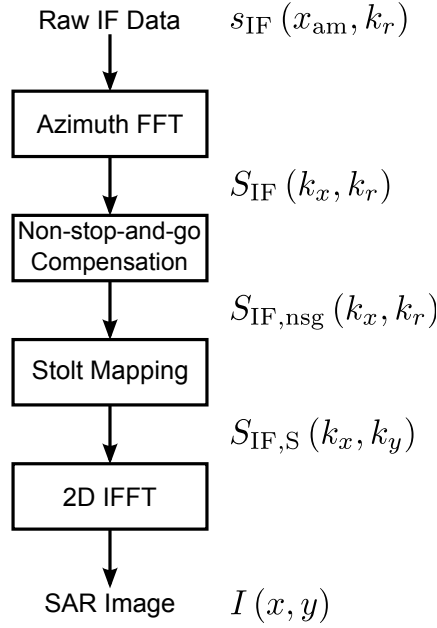 Raw IF Data s_IF (x_am, k_r)
Azimuth FFT
S_IF (k_x, k_r)
Non-stop-and-go
Compensation
S_IF,nsg (k_x, k_r)
Stolt Mapping
S_IF,S (k_x, k_y)
2D IFFT
SAR Image I (x, y)